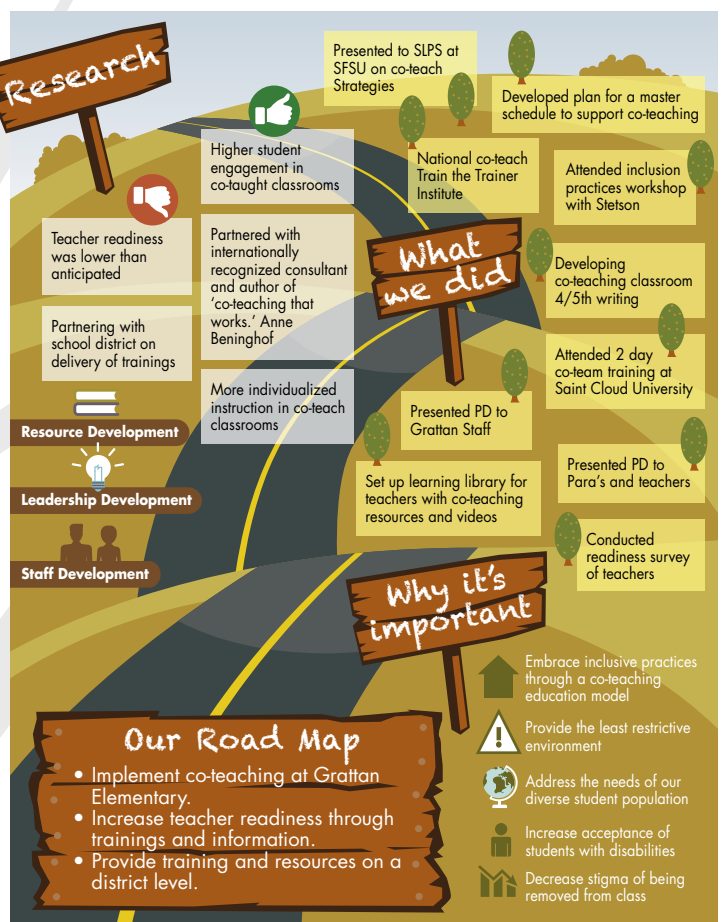 Research
Higher student
engagement in
co-taught classrooms
Teacher readiness
was lower than
anticipated
Partnered with
internationally
recognized consultant
and author of
‘co-teaching that
works.’ Anne
Beninghof
Partnering with
school district on
delivery of trainings
More individualized
instruction in co-teach
classrooms
Resource Development
Leadership Development
Staff Development
What
we did
Presented to SLPS at
SFSU on co-teach
Strategies
Developed plan for a master
schedule to support co-teaching
National co-teach
Train the Trainer
Institute
Attended inclusion
practices workshop
with Stetson
Developing
co-teaching classroom
4/5th writing
Attended 2 day
co-team training at
Saint Cloud University
Presented PD to
Grattan Staff
Presented PD to
Para’s and teachers
Set up learning library for
teachers with co-teaching
resources and videos
Conducted
readiness survey
of teachers
Why it’s
important
Embrace inclusive practices
through a co-teaching
education model
Provide the least restrictive
environment
Address the needs of our
diverse student population
Increase acceptance of
students with disabilities
Decrease stigma of being
removed from class
Our Road Map
• Implement co-teaching at Grattan
Elementary.
• Increase teacher readiness through
trainings and information.
• Provide training and resources on a
district level.